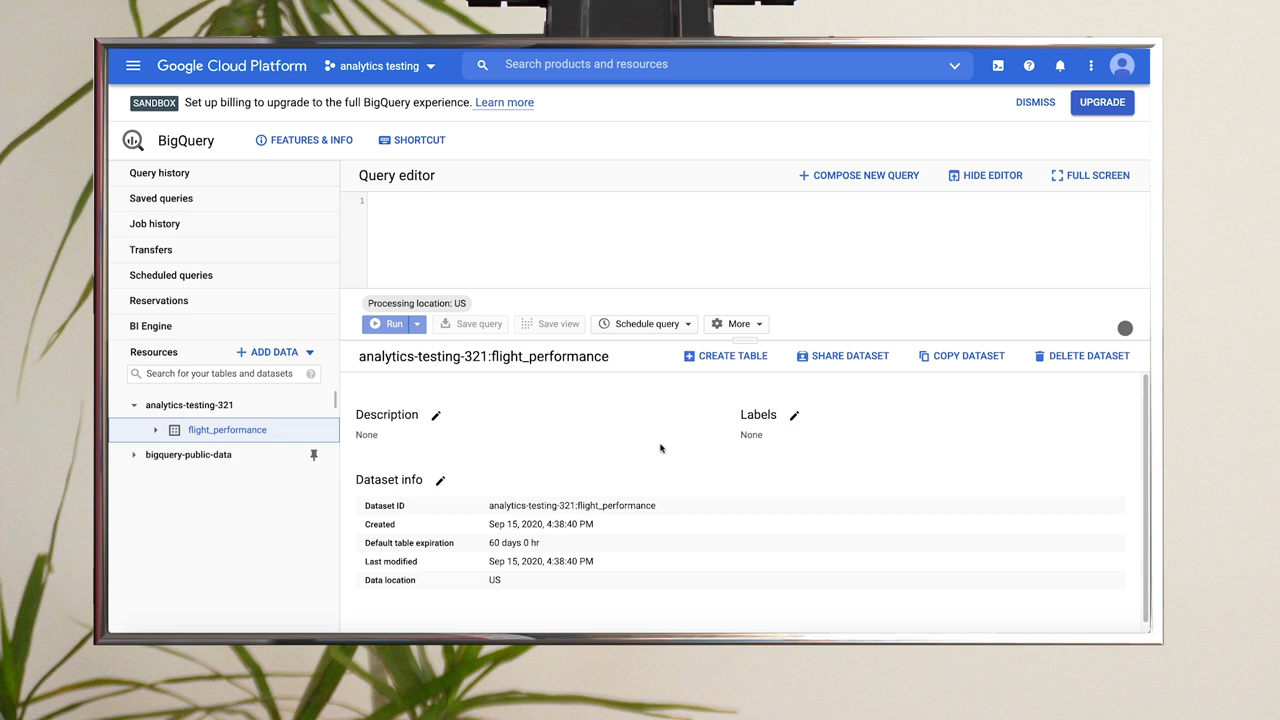 Google Cloud Platform analytics testing Search products and resources
SANDBOX Set up billing to upgrade to the full BigQuery experience. Learn more DISMISS UPGRADE
BigQuery FEATURES & INFO SHORTCUT
Query history
Saved queries
Job history
Transfers
Scheduled queries
Reservations
BI Engine
Resources + ADD DATA
Search for your tables and datasets
analytics-testing-321
flight_performance
bigquery-public-data
Query editor + COMPOSE NEW QUERY HIDE EDITOR FULL SCREEN
1
Processing location: US
Run Save query Save view Schedule query More
analytics-testing-321:flight_performance CREATE TABLE SHARE DATASET COPY DATASET DELETE DATASET
Description Labels
None None
Dataset info
Dataset ID analytics-testing-321:flight_performance
Created Sep 15, 2020, 4:38:40 PM
Default table expiration 60 days 0 hr
Last modified Sep 15, 2020, 4:38:40 PM
Data location US